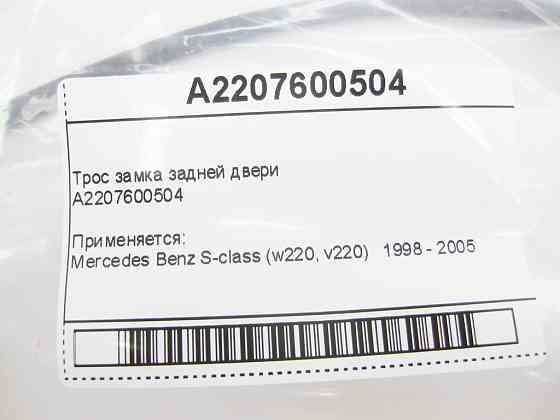 A2207600504
Трос замка задней двери
A2207600504
Применяется:
Mercedes Benz S-class (w220, v220) 1998 - 2005